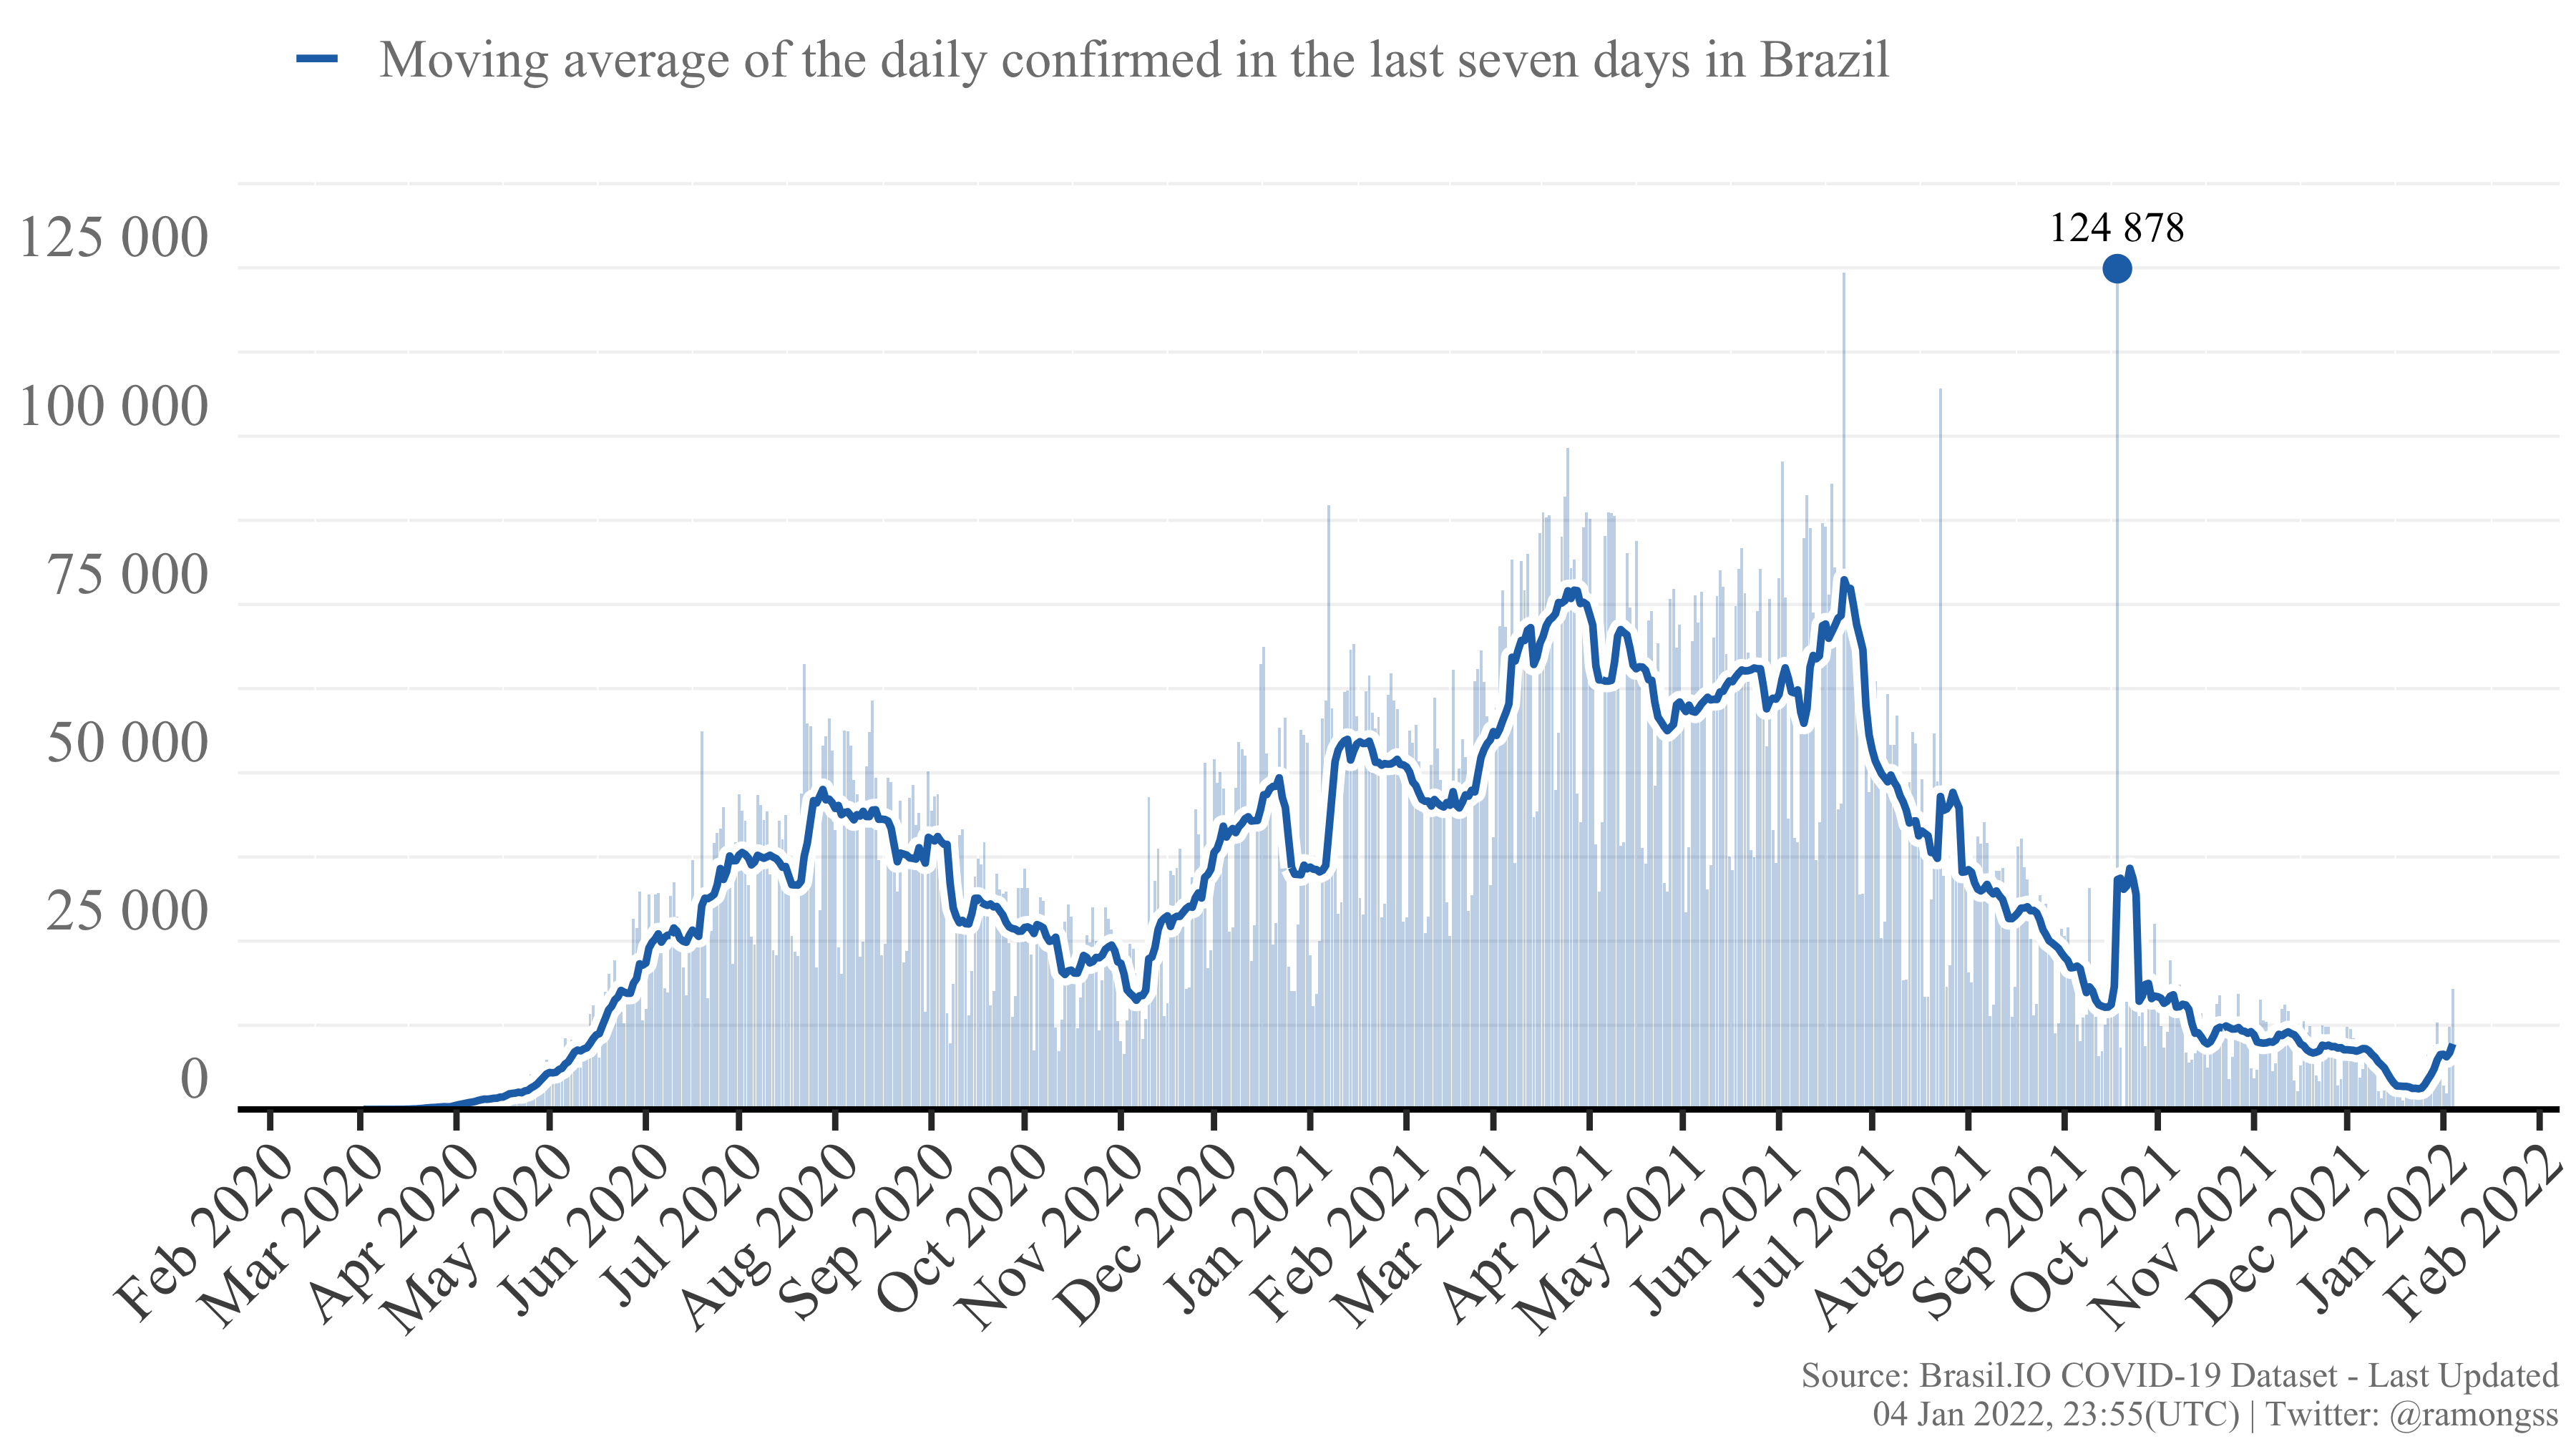 Moving average of the daily confirmed in the last seven days in Brazil
124 878
125 000
100 000
75 000
50 000
25 000
0
Feb 2020
Mar 2020
Apr 2020
May 2020
Jun 2020
Jul 2020
Aug 2020
Sep 2020
Oct 2020
Nov 2020
Dec 2020
Jan 2021
Feb 2021
Mar 2021
Apr 2021
May 2021
Jun 2021
Jul 2021
Aug 2021
Sep 2021
Oct 2021
Nov 2021
Dec 2021
Jan 2022
Feb 2022
Source: Brasil.IO COVID-19 Dataset - Last Updated
04 Jan 2022, 23:55(UTC) | Twitter: @ramongss